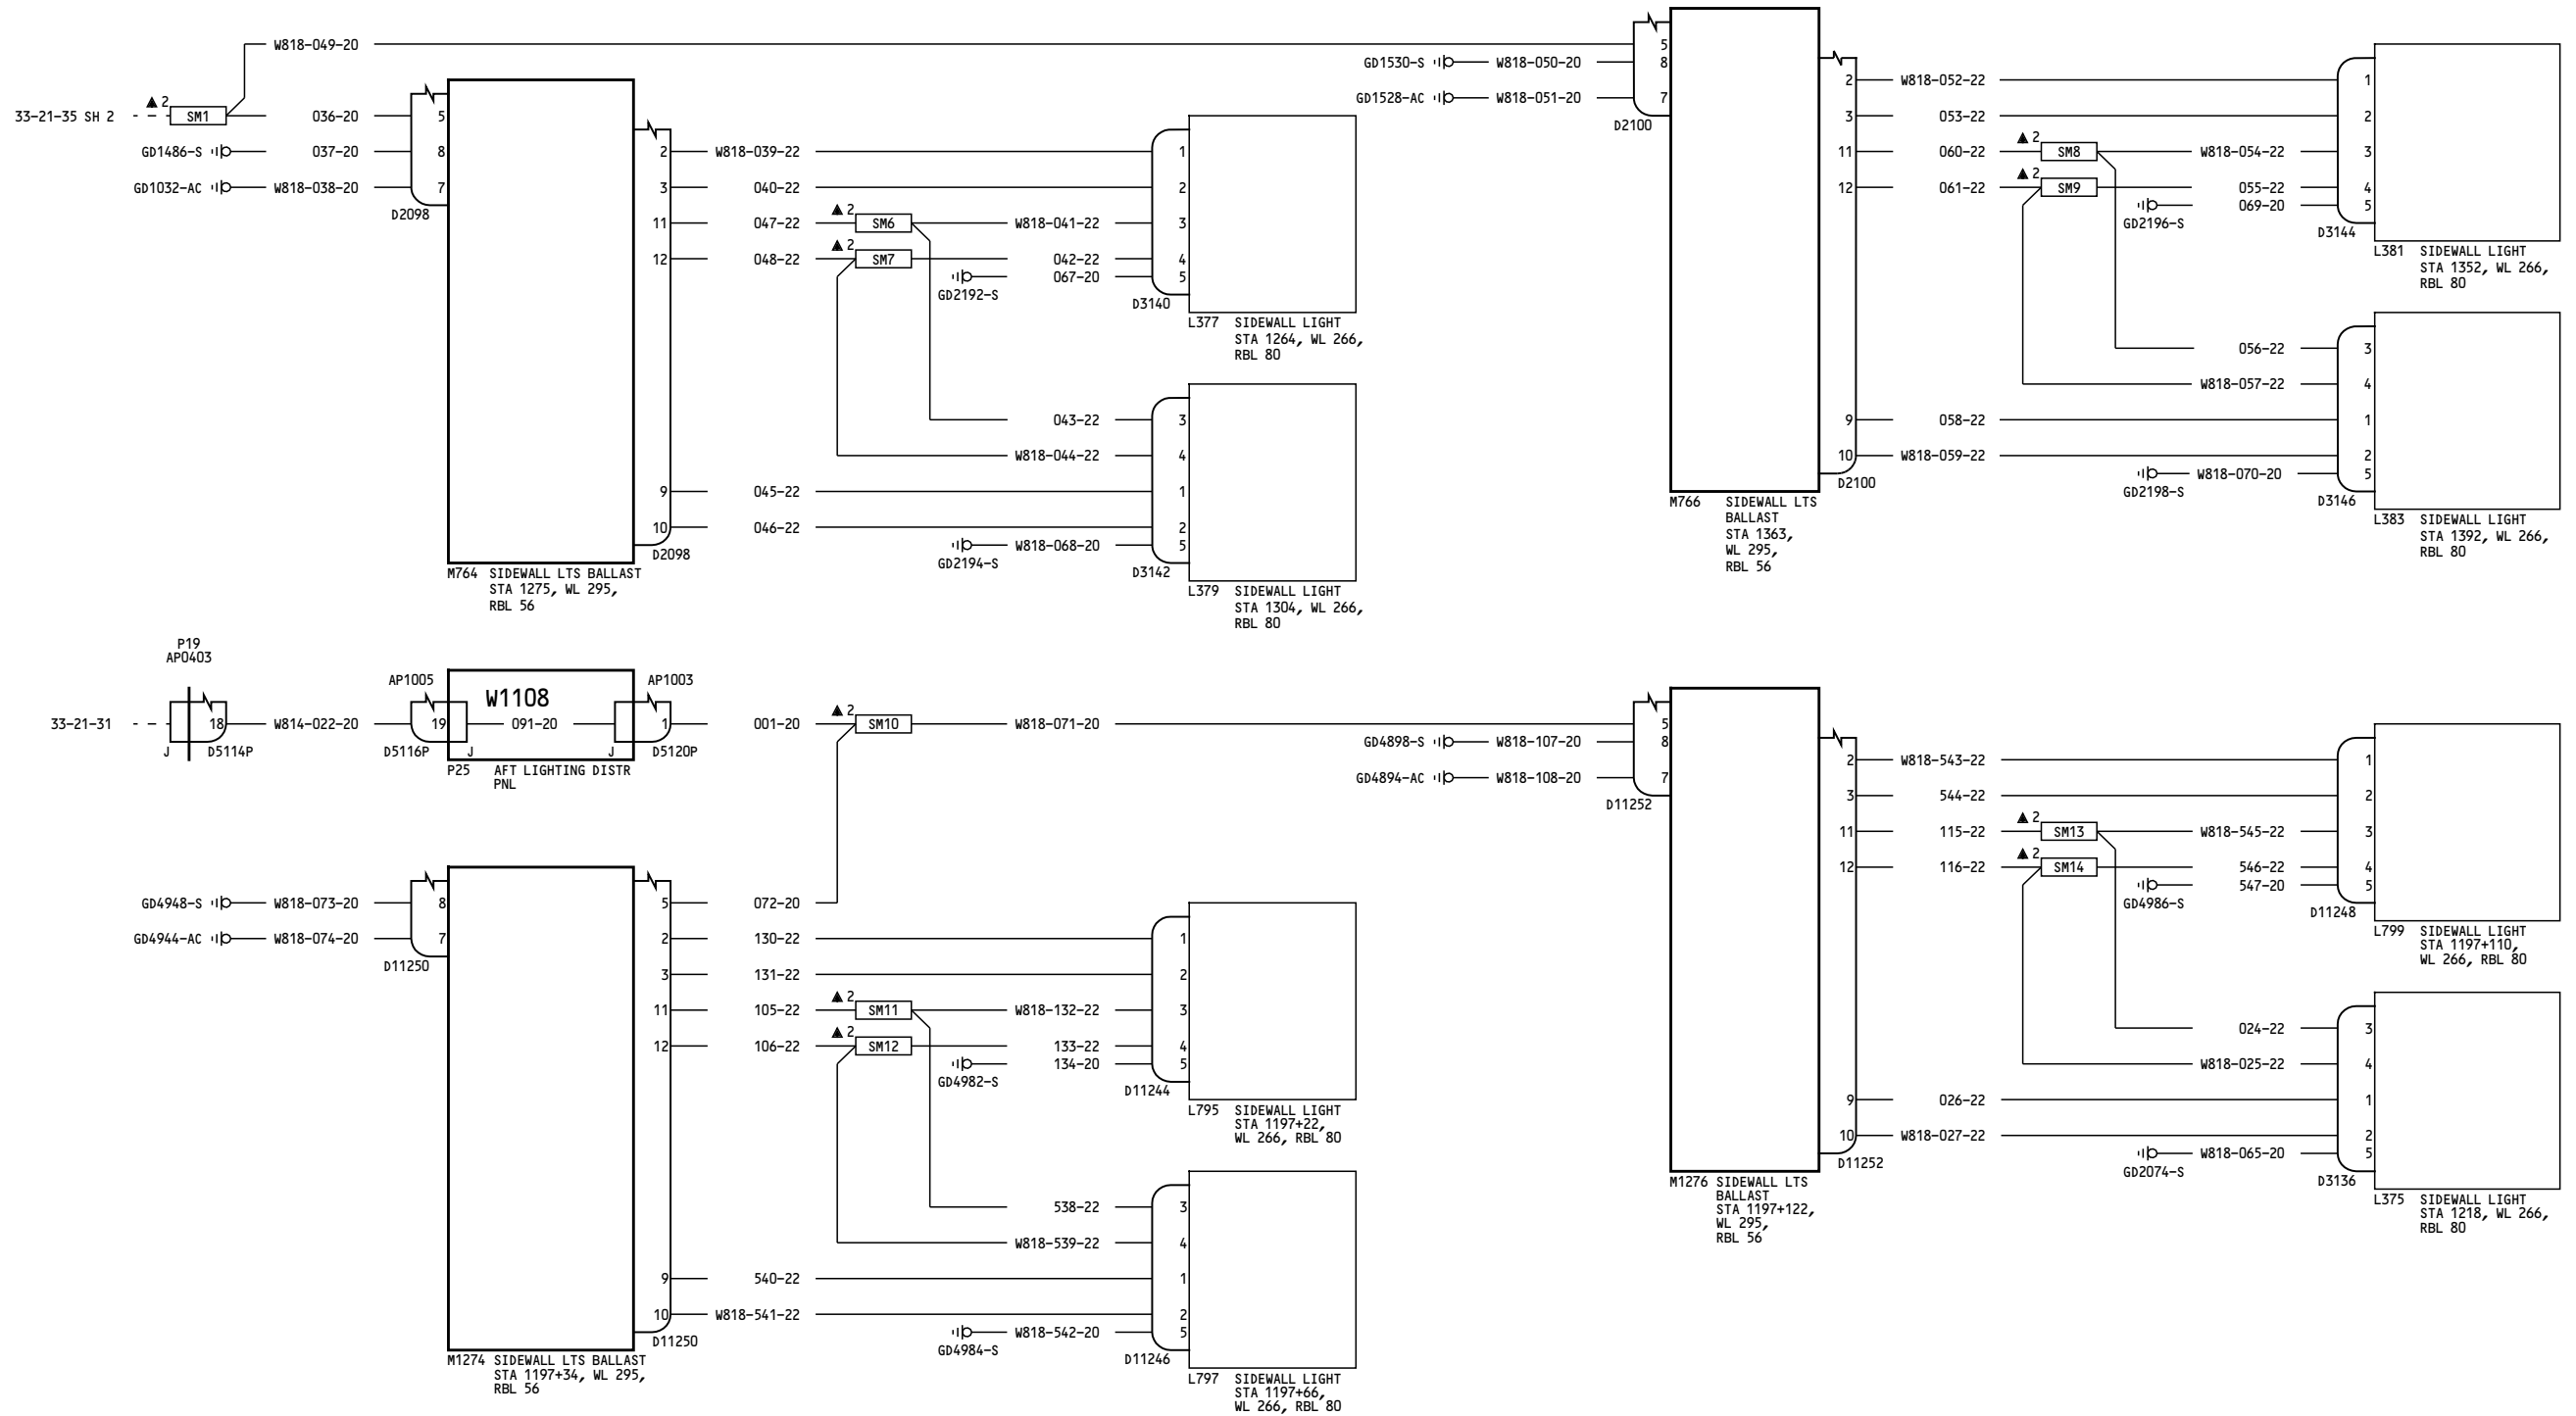 W818-049-20
33-21-35 SH 2
2
SM1
036-20
5
GD1486-S
037-20
8
GD1032-AC
W818-038-20
7
D2098
2
W818-039-22
1
3
040-22
2
11
047-22
2
SM6
W818-041-22
3
12
048-22
2
SM7
042-22
4
067-20
5
GD2192-S
D3140
L377 SIDEWALL LIGHT
STA 1264, WL 266,
RBL 80
043-22
3
W818-044-22
4
9
045-22
1
10
046-22
2
W818-068-20
5
GD2194-S
D3142
D2098
M764 SIDEWALL LTS BALLAST
STA 1275, WL 295,
RBL 56
L379 SIDEWALL LIGHT
STA 1304, WL 266,
RBL 80
5
GD1530-S
W818-050-20
8
GD1528-AC
W818-051-20
7
D2100
2
W818-052-22
1
3
053-22
2
11
060-22
2
SM8
W818-054-22
3
12
061-22
2
SM9
055-22
4
069-20
5
GD2196-S
D3144
L381 SIDEWALL LIGHT
STA 1352, WL 266,
RBL 80
056-22
3
W818-057-22
4
9
058-22
1
10
W818-059-22
2
W818-070-20
5
GD2198-S
D3146
D2100
M766 SIDEWALL LTS
BALLAST
STA 1363,
WL 295,
RBL 56
L383 SIDEWALL LIGHT
STA 1392, WL 266,
RBL 80
P19
AP0403
33-21-31
18
J
D5114P
W814-022-20
AP1005
19
D5116P
J
W1108
091-20
J
AP1003
1
D5120P
P25 AFT LIGHTING DISTR
PNL
001-20
2
SM10
W818-071-20
5
GD4898-S
W818-107-20
8
GD4894-AC
W818-108-20
7
D11252
GD4948-S
W818-073-20
8
GD4944-AC
W818-074-20
7
D11250
5
072-20
2
130-22
1
3
131-22
2
11
105-22
2
SM11
W818-132-22
3
12
106-22
2
SM12
133-22
4
134-20
5
GD4982-S
D11244
L795 SIDEWALL LIGHT
STA 1197+22,
WL 266, RBL 80
538-22
3
W818-539-22
4
9
540-22
1
10
W818-541-22
2
W818-542-20
5
GD4984-S
D11246
D11250
M1274 SIDEWALL LTS BALLAST
STA 1197+34, WL 295,
RBL 56
L797 SIDEWALL LIGHT
STA 1197+66,
WL 266, RBL 80
2
W818-543-22
1
3
544-22
2
11
115-22
2
SM13
W818-545-22
3
12
116-22
2
SM14
546-22
4
547-20
5
GD4986-S
D11248
L799 SIDEWALL LIGHT
STA 1197+110,
WL 266, RBL 80
024-22
3
W818-025-22
4
9
026-22
1
10
W818-027-22
2
W818-065-20
5
GD2074-S
D3136
D11252
M1276 SIDEWALL LTS
BALLAST
STA 1197+122,
WL 295,
RBL 56
L375 SIDEWALL LIGHT
STA 1218, WL 266,
RBL 80